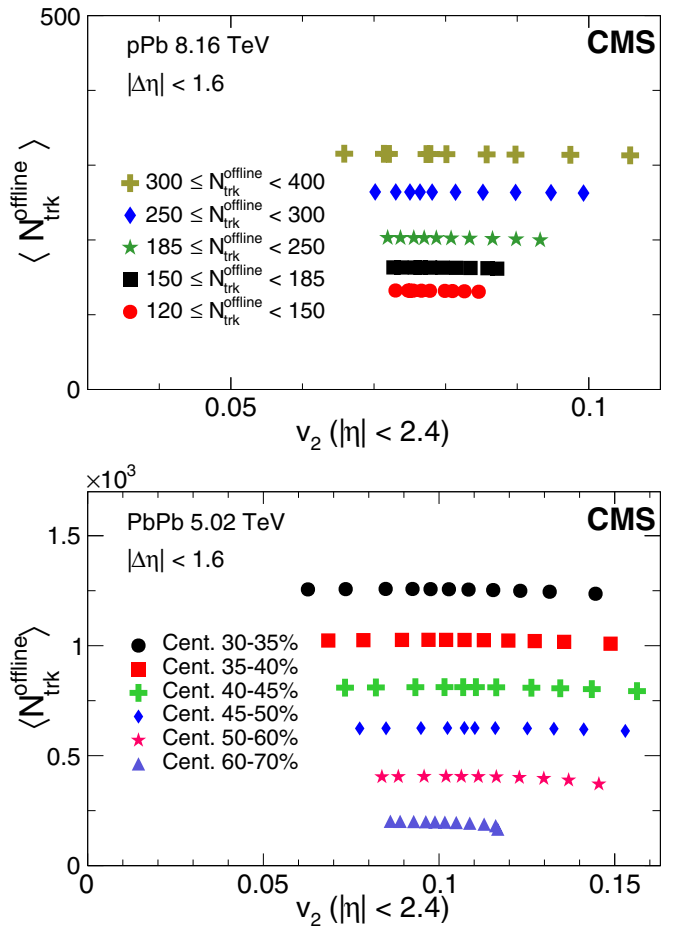 500
pPb 8.16 TeV
CMS
|Δη| < 1.6
⟨ N_trk^offline ⟩
300 ≤ N_trk^offline < 400
250 ≤ N_trk^offline < 300
185 ≤ N_trk^offline < 250
150 ≤ N_trk^offline < 185
120 ≤ N_trk^offline < 150
0
0.05
0.1
v_2 (|η| < 2.4)
×10^3
PbPb 5.02 TeV
CMS
|Δη| < 1.6
1.5
1
0.5
0
⟨N_trk^offline⟩
Cent. 30-35%
Cent. 35-40%
Cent. 40-45%
Cent. 45-50%
Cent. 50-60%
Cent. 60-70%
0
0.05
0.1
0.15
v_2 (|η| < 2.4)